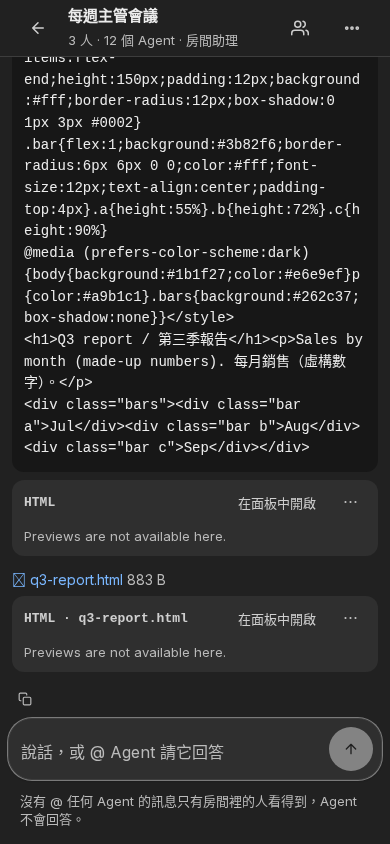 每週主管會議
3 人 · 12 個 Agent · 房間助理
items:flex-
end;height:150px;padding:12px;background
:#fff;border-radius:12px;box-shadow:0
1px 3px #0002}
.bar{flex:1;background:#3b82f6;border-
radius:6px 6px 0 0;color:#fff;font-
size:12px;text-align:center;padding-
top:4px}.a{height:55%}.b{height:72%}.c{h
eight:90%}
@media (prefers-color-scheme:dark)
{body{background:#1b1f27;color:#e6e9ef}p
{color:#a9b1c1}.bars{background:#262c37;
box-shadow:none}}</style>
<h1>Q3 report / 第三季報告</h1><p>Sales by
month (made-up numbers). 每月銷售（虛構數
字）。</p>
<div class="bars"><div class="bar
a">Jul</div><div class="bar b">Aug</div>
<div class="bar c">Sep</div></div>
HTML 在面板中開啟 ···
Previews are not available here.
q3-report.html 883 B
HTML · q3-report.html 在面板中開啟 ···
Previews are not available here.
說話，或 @ Agent 請它回答
沒有 @ 任何 Agent 的訊息只有房間裡的人看得到，Agent
不會回答。